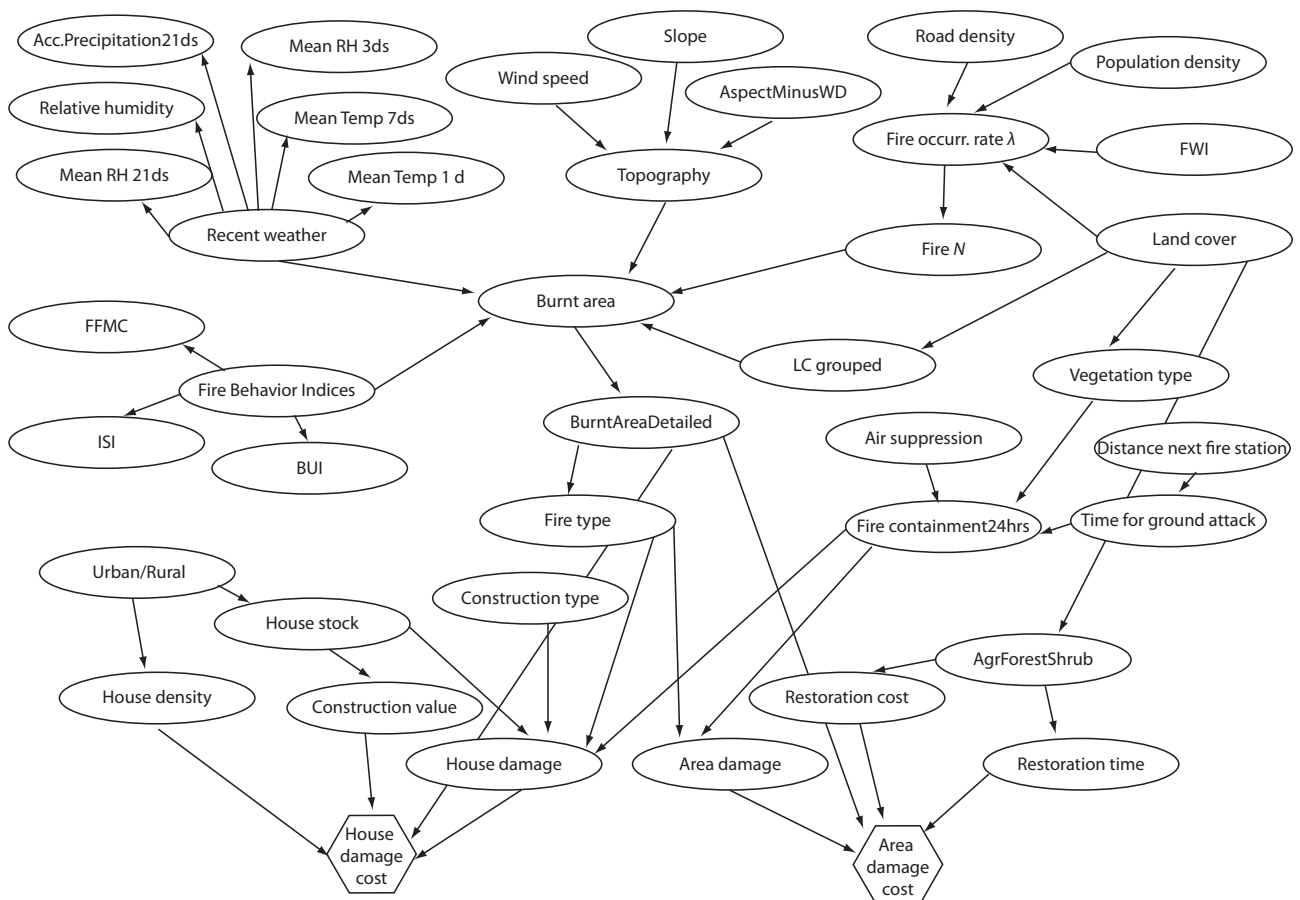 Slope
Road density
Acc.Precipitation21ds
Mean RH 3ds
Population density
Wind speed
AspectMinusWD
Relative humidity
Mean Temp 7ds
Fire occurr. rate λ
FWI
Mean RH 21ds
Mean Temp 1 d
Topography
Recent weather
Fire N
Land cover
Burnt area
FFMC
LC grouped
Vegetation type
Fire Behavior Indices
BurntAreaDetailed
Air suppression
ISI
Distance next fire station
BUI
Fire type
Fire containment24hrs
Time for ground attack
Urban/Rural
Construction type
House stock
AgrForestShrub
House density
Restoration cost
Construction value
House damage
Area damage
Restoration time
House
damage
cost
Area
damage
cost